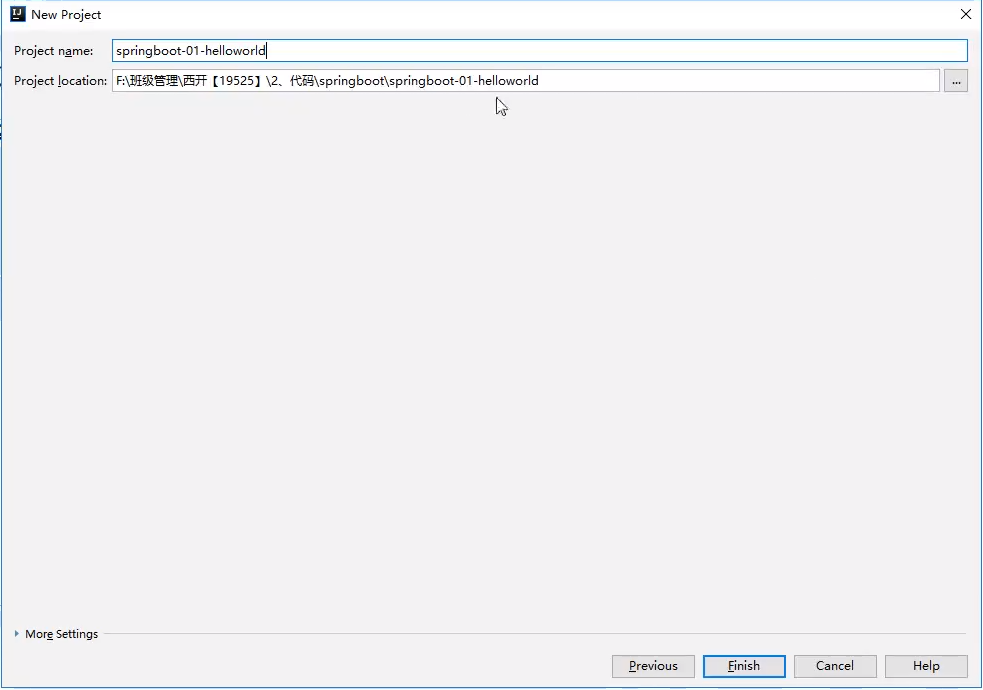 New Project
Project name: springboot-01-helloworld
Project location: F:\班级管理\西开【19525】\2、代码\springboot\springboot-01-helloworld ...
More Settings
Previous Finish Cancel Help